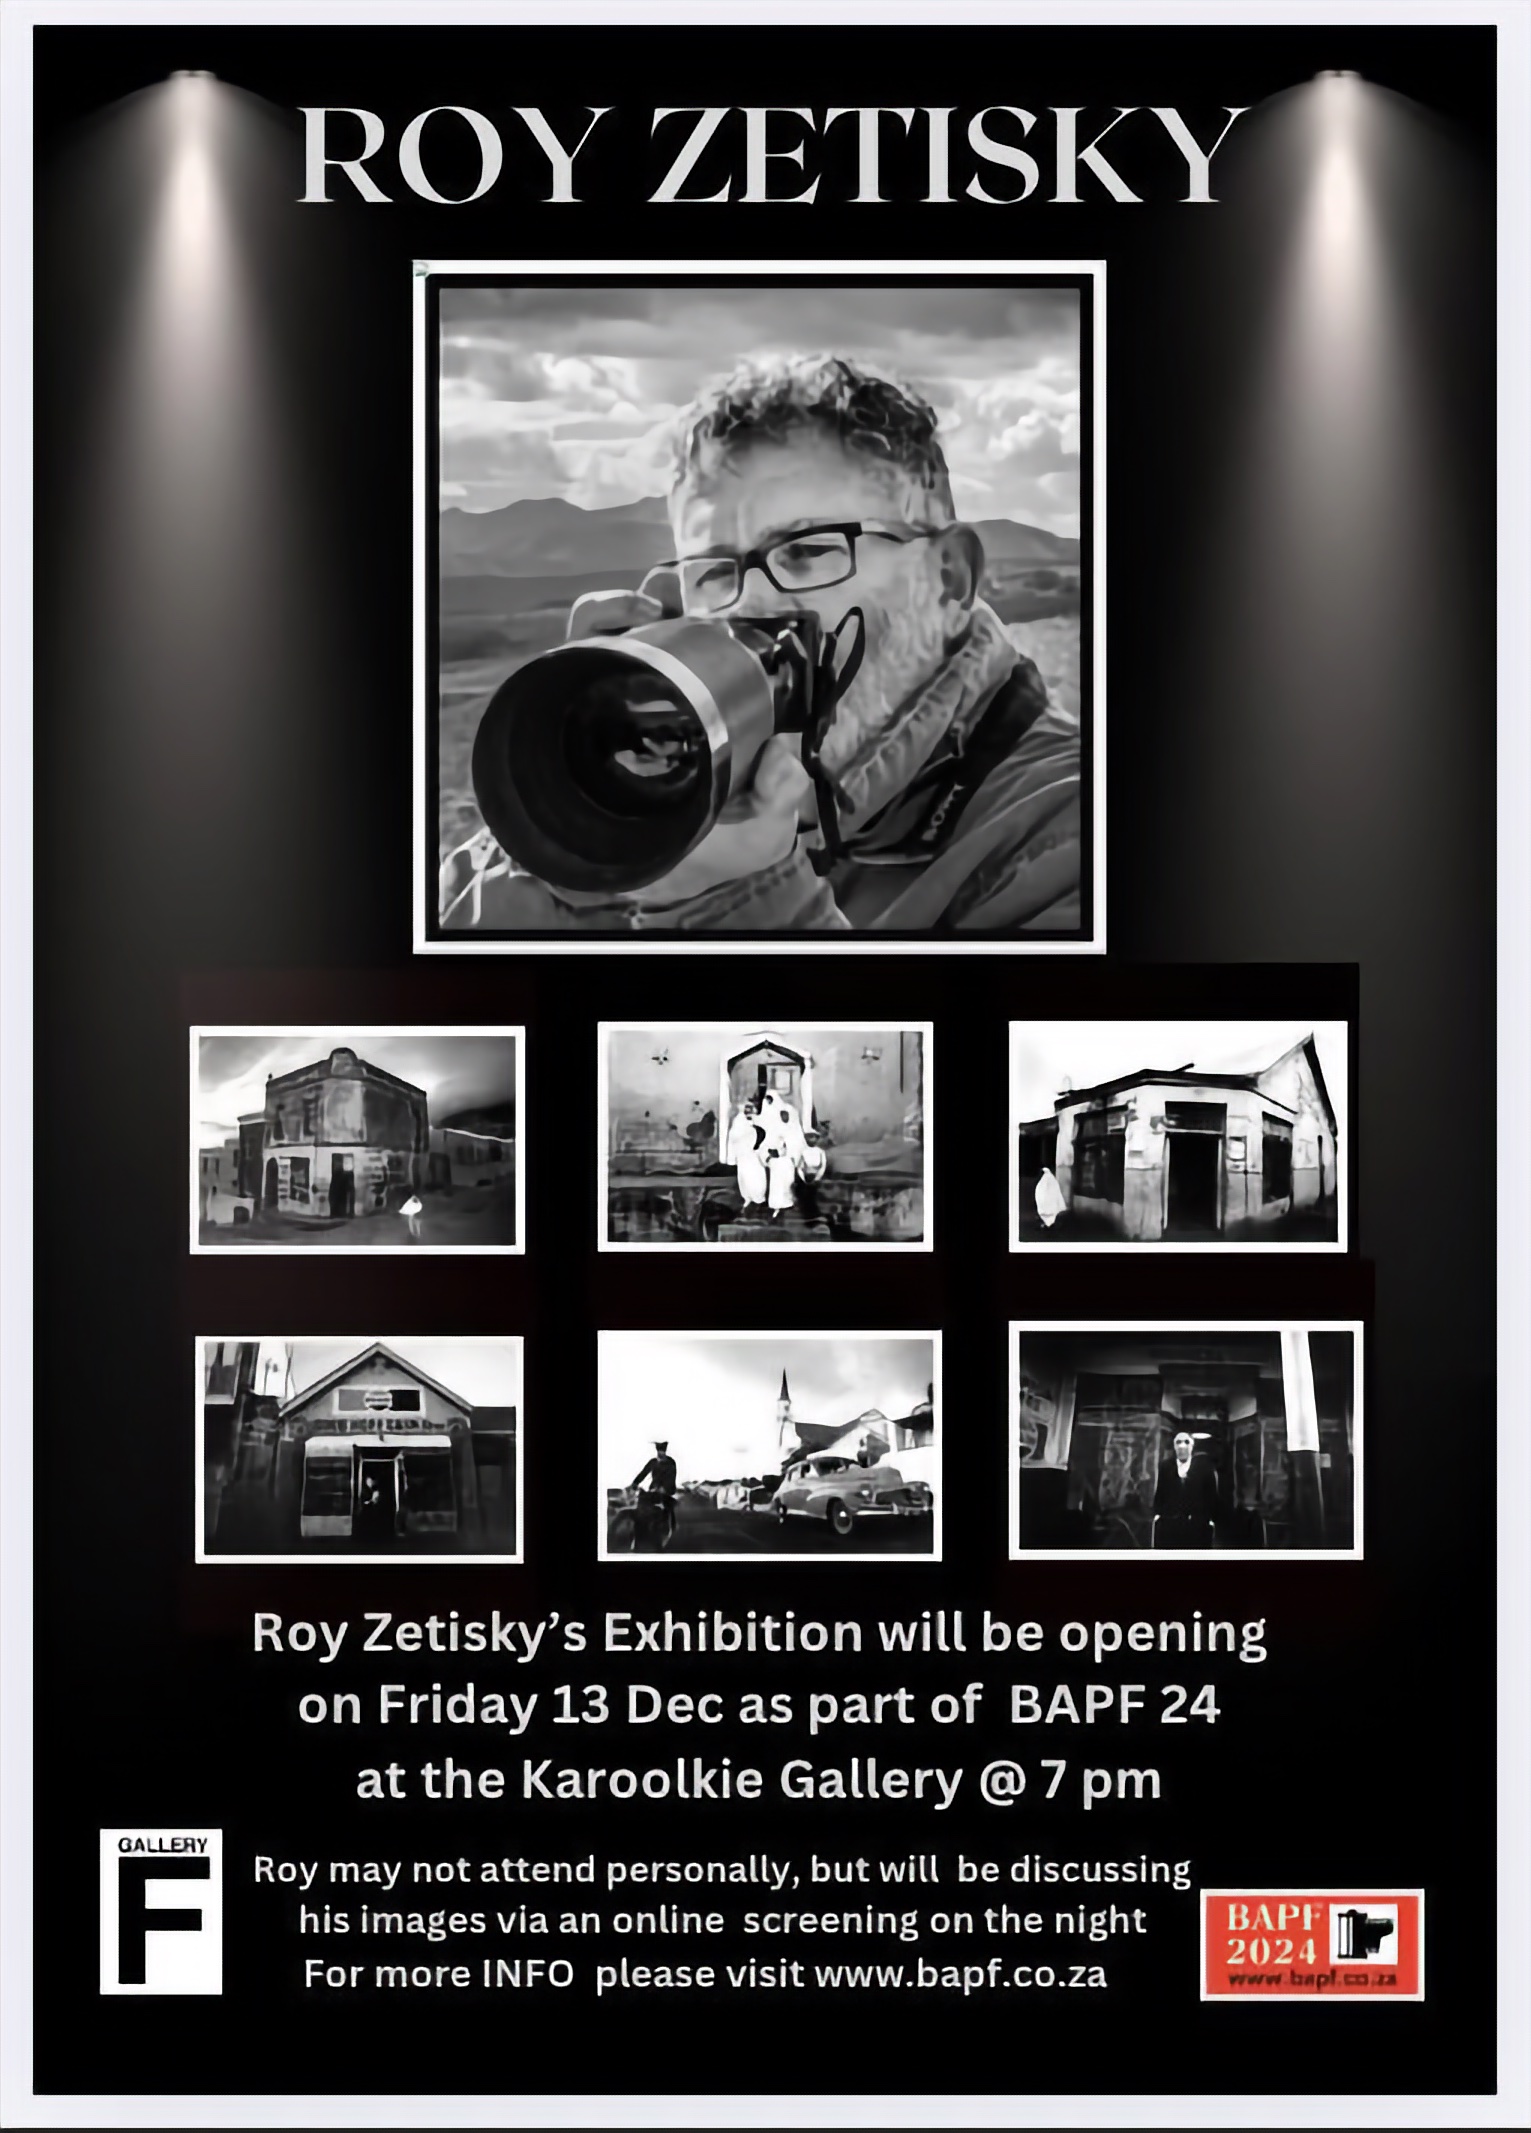 ROY ZETISKY
Roy Zetisky’s Exhibition will be opening
on Friday 13 Dec as part of BAPF 24
at the Karoolkie Gallery @ 7 pm
GALLERY
F
Roy may not attend personally, but will be discussing
his images via an online screening on the night
For more INFO please visit www.bapf.co.za
BAPF
2024
www.bapf.co.za